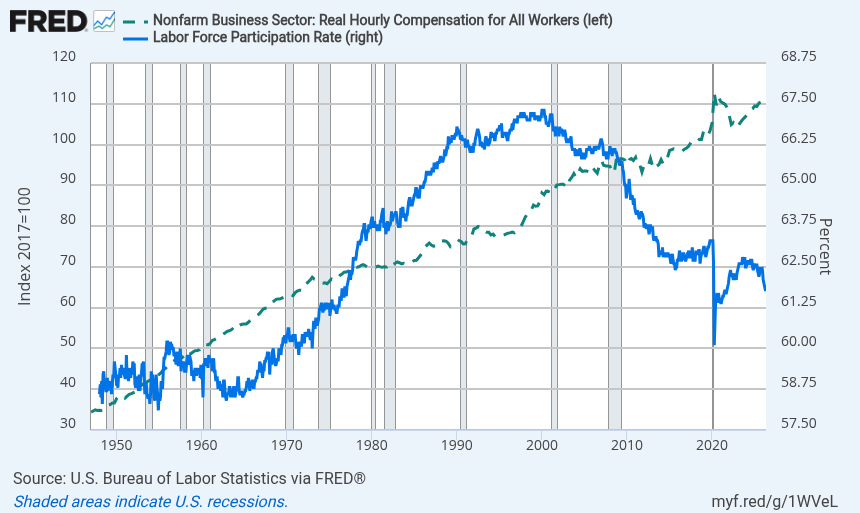 FRED
Nonfarm Business Sector: Real Hourly Compensation for All Workers (left)
Labor Force Participation Rate (right)
120 68.75
110 67.50
100 66.25
90 65.00
80 63.75
70 62.50
60 61.25
50 60.00
40 58.75
30 57.50
Index 2017=100
Percent
1950 1960 1970 1980 1990 2000 2010 2020
Source: U.S. Bureau of Labor Statistics via FRED®
Shaded areas indicate U.S. recessions.
myf.red/g/1WVeL